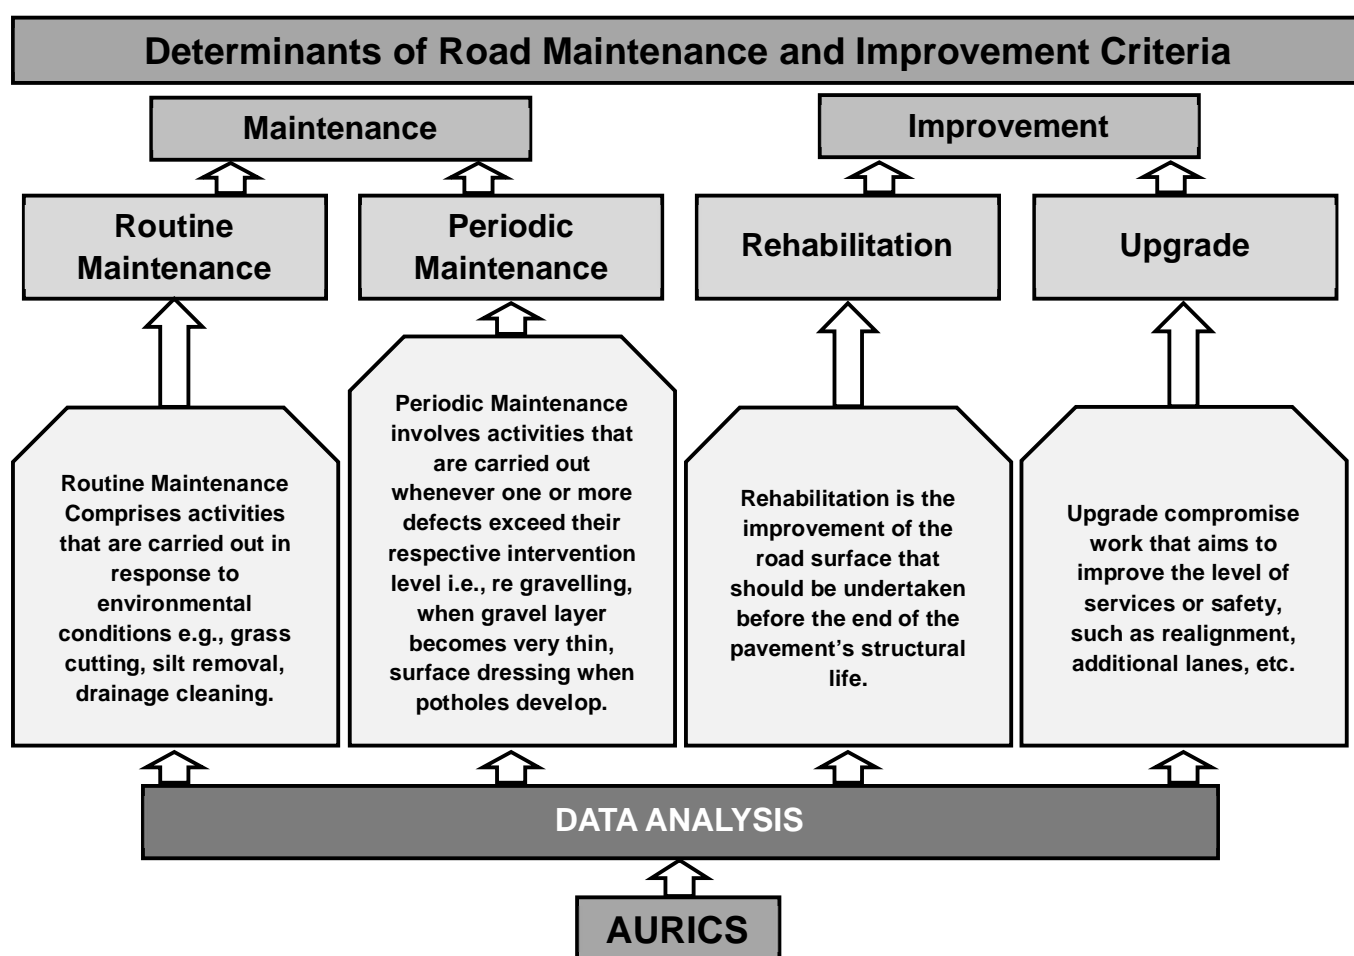 Determinants of Road Maintenance and Improvement Criteria
Maintenance
Improvement
Routine
Maintenance
Periodic
Maintenance
Rehabilitation
Upgrade
Routine Maintenance
Comprises activities
that are carried out in
response to
environmental
conditions e.g., grass
cutting, silt removal,
drainage cleaning.
Periodic Maintenance
involves activities that
are carried out
whenever one or more
defects exceed their
respective intervention
level i.e., re gravelling,
when gravel layer
becomes very thin,
surface dressing when
potholes develop.
Rehabilitation is the
improvement of the
road surface that
should be undertaken
before the end of the
pavement’s structural
life.
Upgrade compromise
work that aims to
improve the level of
services or safety,
such as realignment,
additional lanes, etc.
DATA ANALYSIS
AURICS